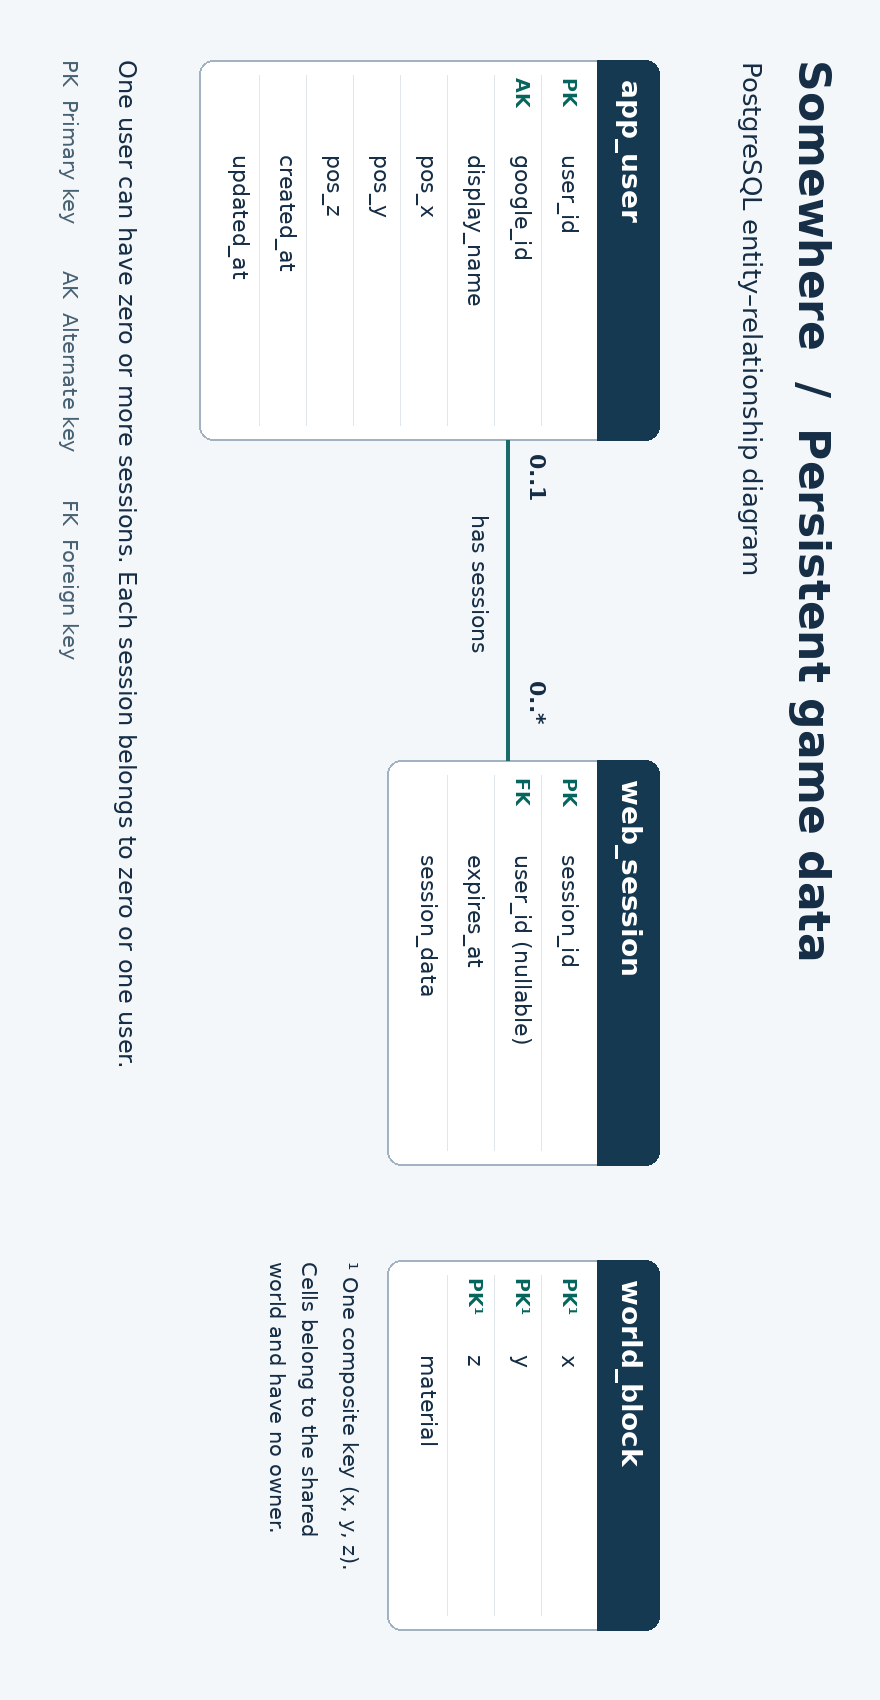 Somewhere / Persistent game data
PostgreSQL entity–relationship diagram
app_user
PK user_id
AK google_id
display_name
pos_x
pos_y
pos_z
created_at
updated_at
0..1
0..*
has sessions
web_session
PK session_id
FK user_id (nullable)
expires_at
session_data
world_block
PK¹ x
PK¹ y
PK¹ z
material
¹ One composite key (x, y, z).
Cells belong to the shared
world and have no owner.
One user can have zero or more sessions. Each session belongs to zero or one user.
PK Primary key AK Alternate key FK Foreign key